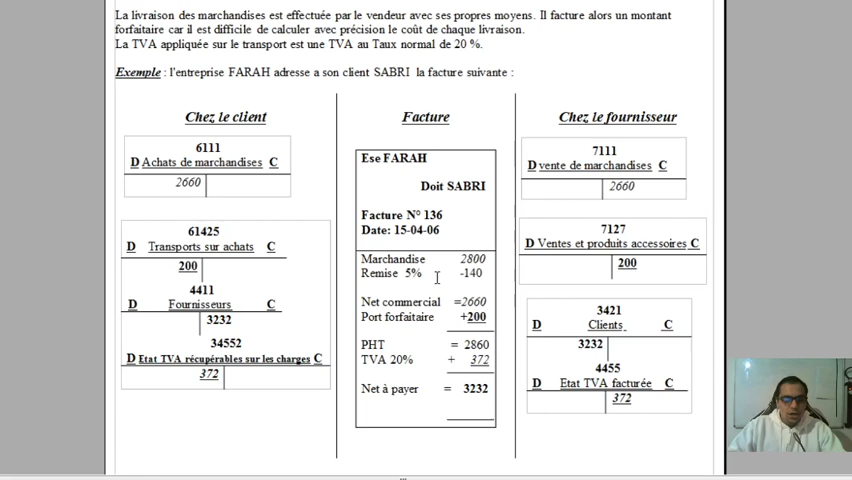 La livraison des marchandises est effectuée par le vendeur avec ses propres moyens. Il facture alors un montant
forfaitaire car il est difficile de calculer avec précision le coût de chaque livraison.
La TVA appliquée sur le transport est une TVA au Taux normal de 20 %.
Exemple : l'entreprise FARAH adresse a son client SABRI la facture suivante :
Chez le client
6111
D Achats de marchandises C
2660
61425
D Transports sur achats C
200
4411
D Fournisseurs C
3232
34552
D Etat TVA récupérables sur les charges C
372
Facture
Ese FARAH
Doit SABRI
Facture N° 136
Date: 15-04-06
Marchandise 2800
Remise 5% -140
Net commercial =2660
Port forfaitaire +200
PHT = 2860
TVA 20% + 372
Net à payer = 3232
Chez le fournisseur
7111
D vente de marchandises C
2660
7127
D Ventes et produits accessoires C
200
3421
D Clients C
3232
4455
D Etat TVA facturée C
372